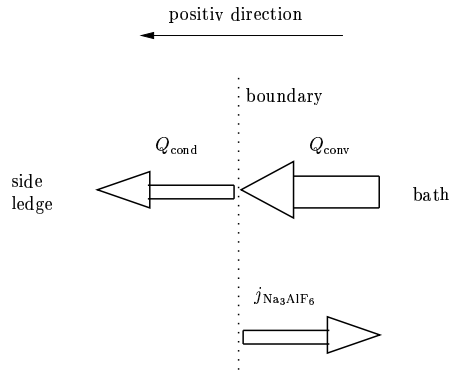 positiv direction
boundary
Q_cond
Q_conv
side
ledge
bath
j_Na₃AlF₆